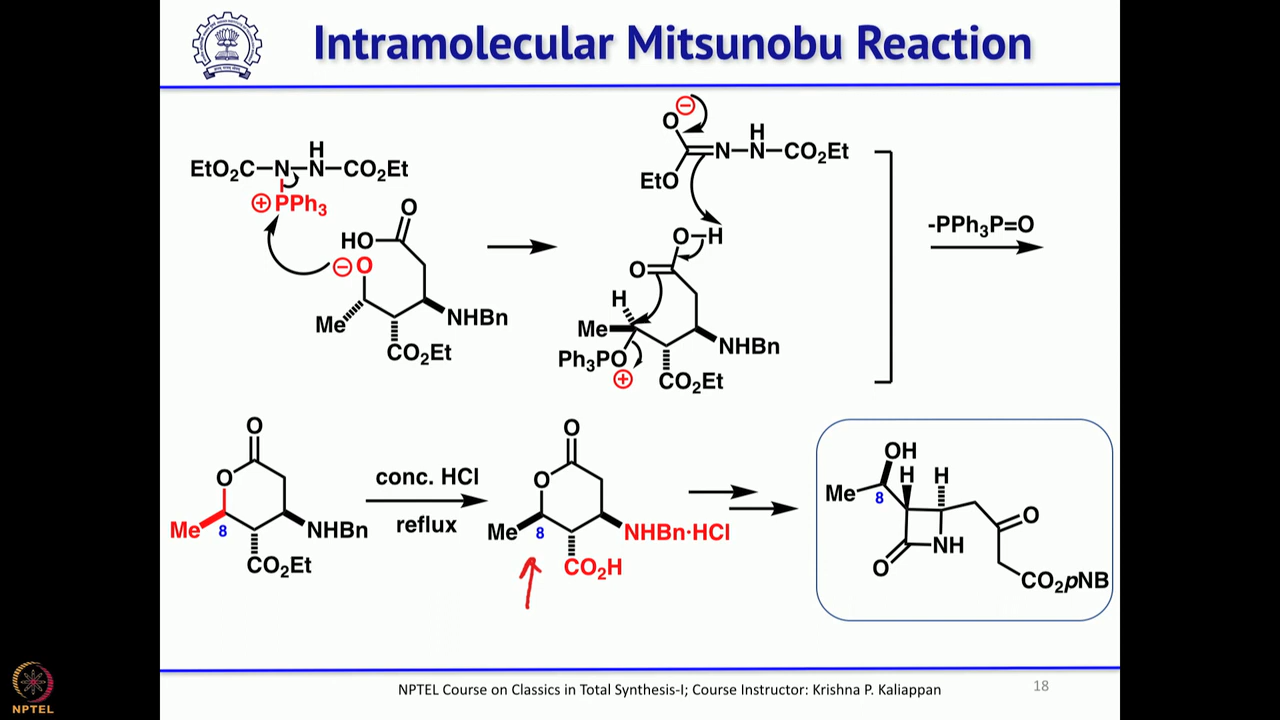 Intramolecular Mitsunobu Reaction
EtO₂C–N–N–CO₂Et
H
⊕PPh₃
O
HO
⊖O
Me
NHBn
CO₂Et
⊖
O
H
N–N–CO₂Et
EtO
O–H
O
H
Me
NHBn
Ph₃PO
⊕
CO₂Et
-PPh₃P=O
O
O
Me
8
NHBn
CO₂Et
conc. HCl
reflux
O
O
Me
8
NHBn·HCl
CO₂H
OH
H
H
Me
8
O
NH
O
CO₂pNB
NPTEL Course on Classics in Total Synthesis-I; Course Instructor: Krishna P. Kaliappan
18
NPTEL